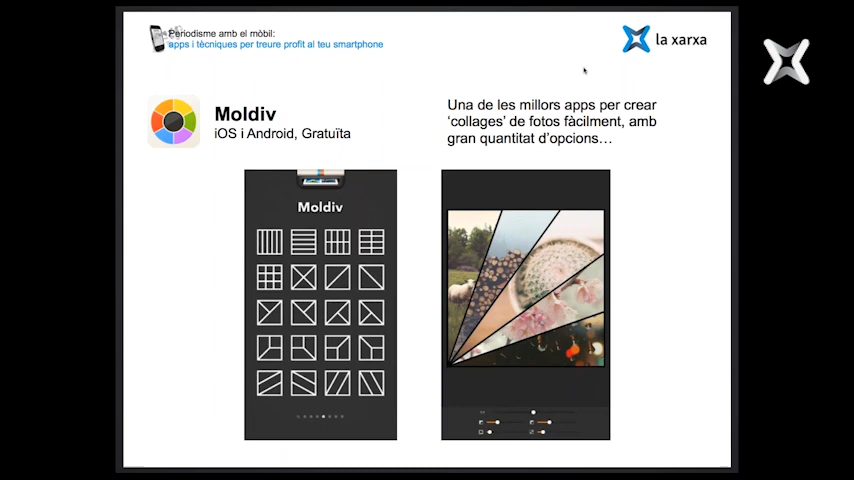 Periodisme amb el mòbil:
apps i tècniques per treure profit al teu smartphone
la xarxa
Moldiv
iOS i Android, Gratuïta
Una de les millors apps per crear
‘collages’ de fotos fàcilment, amb
gran quantitat d’opcions…
Moldiv